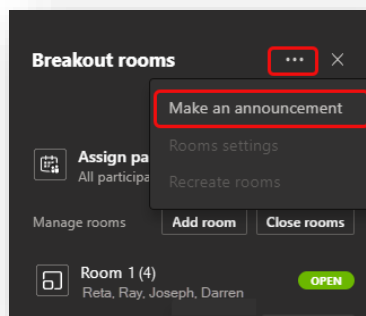 Breakout rooms
Make an announcement
Rooms settings
Recreate rooms
Assign pa
All participa
Manage rooms Add room Close rooms
Room 1 (4) OPEN
Reta, Ray, Joseph, Darren